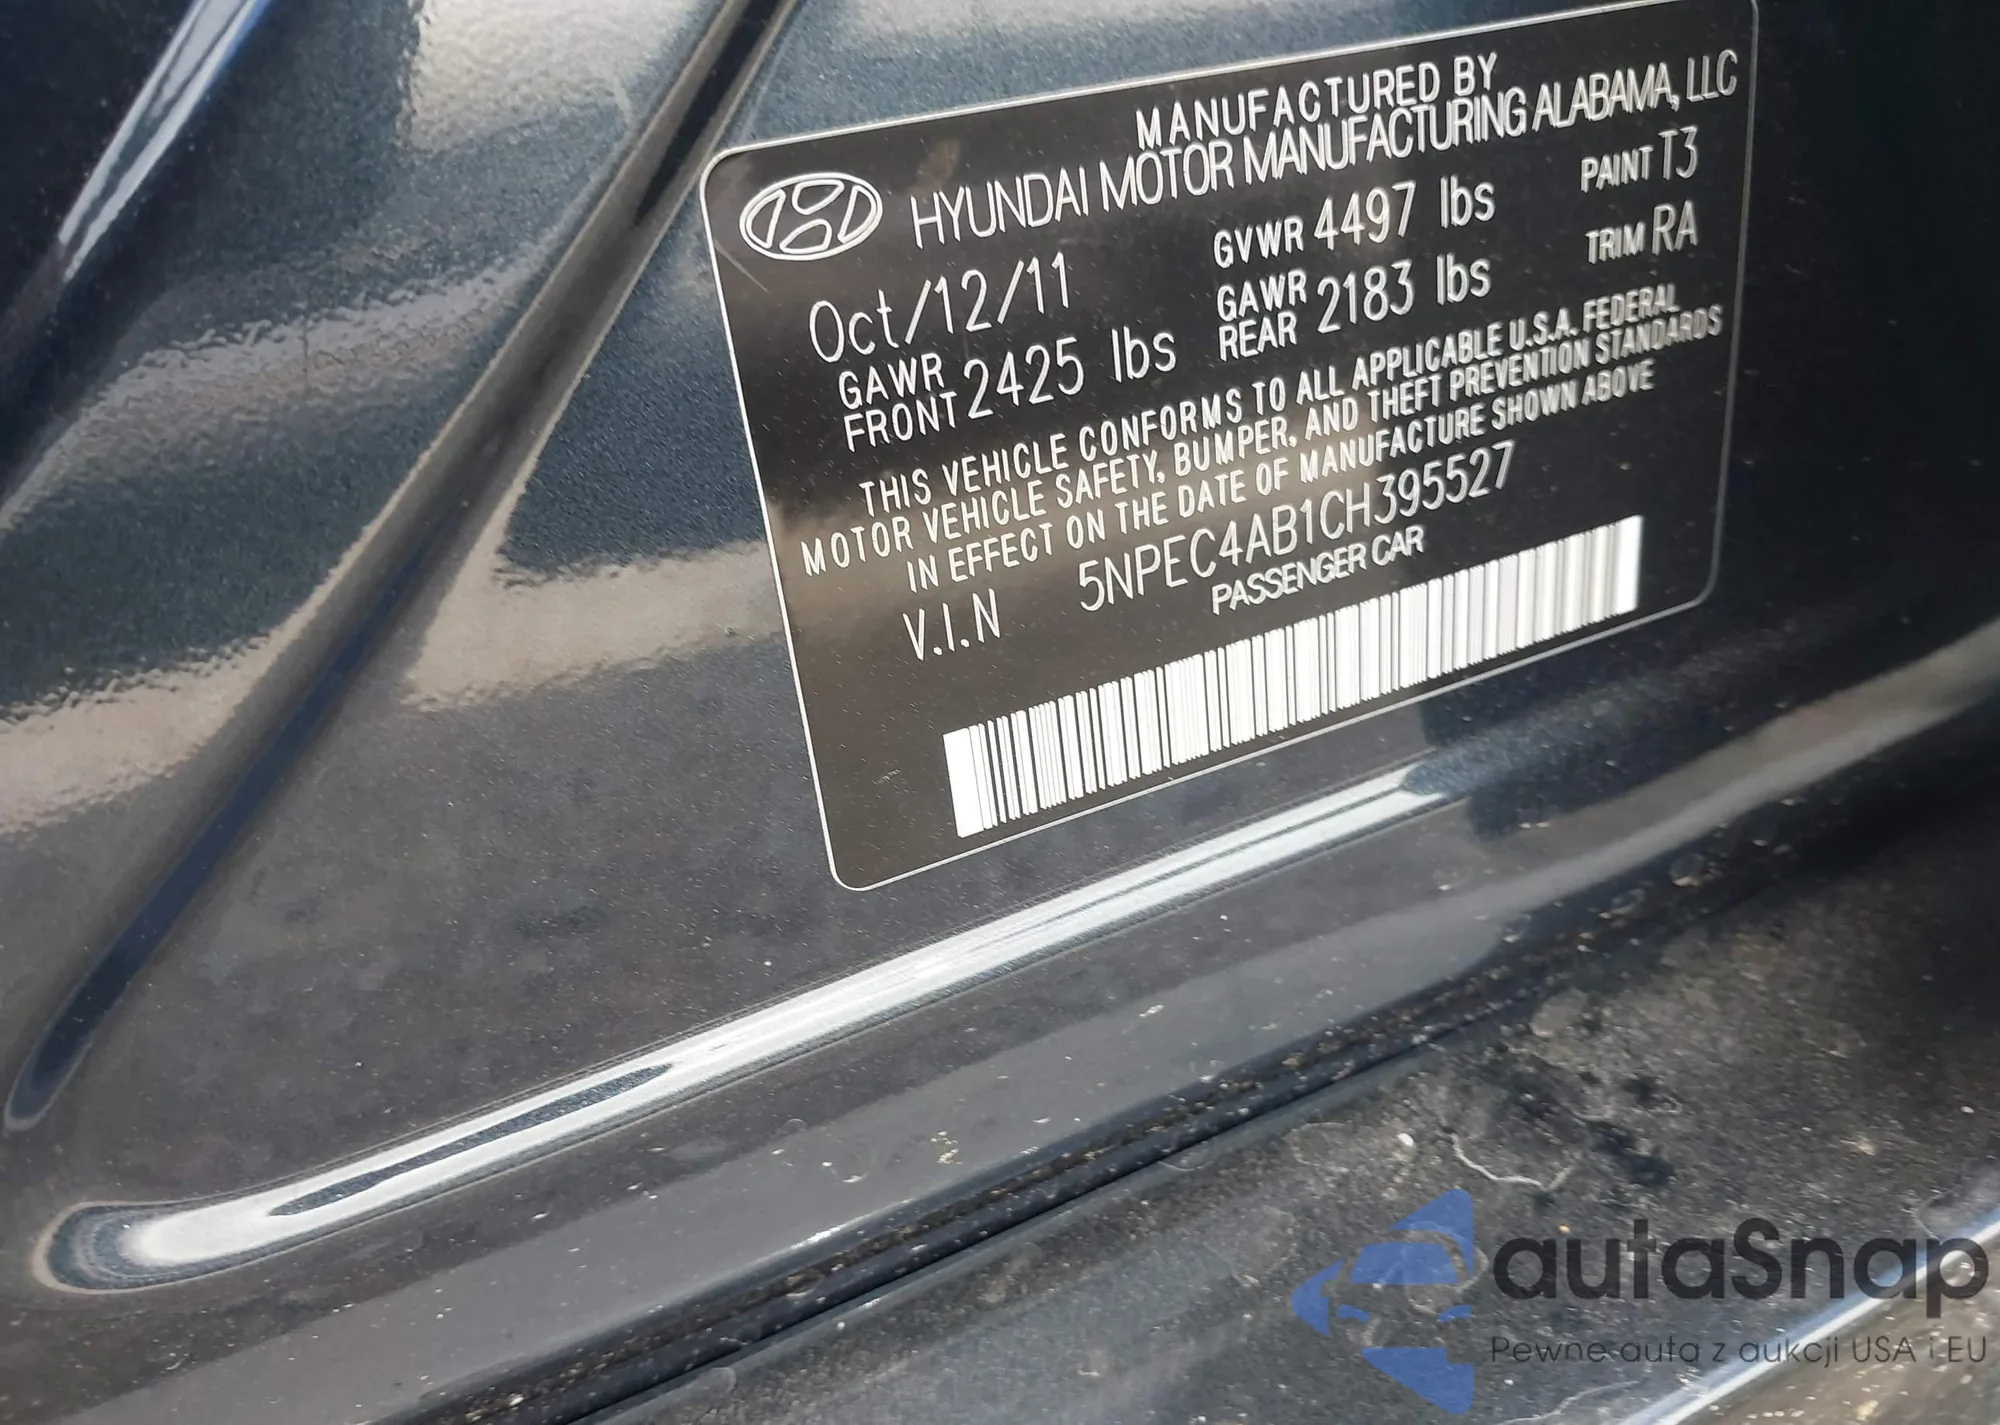 MANUFACTURED BY
HYUNDAI MOTOR MANUFACTURING ALABAMA, LLC
Oct/12/11 GVWR 4497 lbs PAINT T3
GAWR FRONT 2425 lbs GAWR REAR 2183 lbs TRIM RA
THIS VEHICLE CONFORMS TO ALL APPLICABLE U.S.A. FEDERAL
MOTOR VEHICLE SAFETY, BUMPER, AND THEFT PREVENTION STANDARDS
IN EFFECT ON THE DATE OF MANUFACTURE SHOWN ABOVE
V.I.N 5NPEC4AB1CH395527
PASSENGER CAR
autaSnap
Pewne auta z aukcji USA i EU